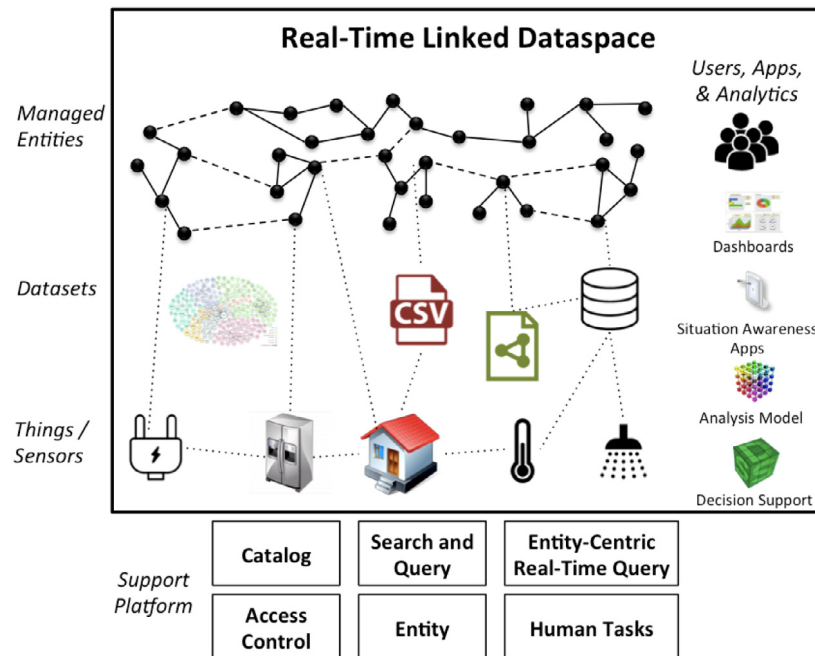 Real-Time Linked Dataspace
Users, Apps,
& Analytics
Managed
Entities
Dashboards
Datasets
CSV
Situation Awareness
Apps
Things /
Sensors
Analysis Model
Decision Support
Support
Platform
Catalog
Search and
Query
Entity-Centric
Real-Time Query
Access
Control
Entity
Human Tasks